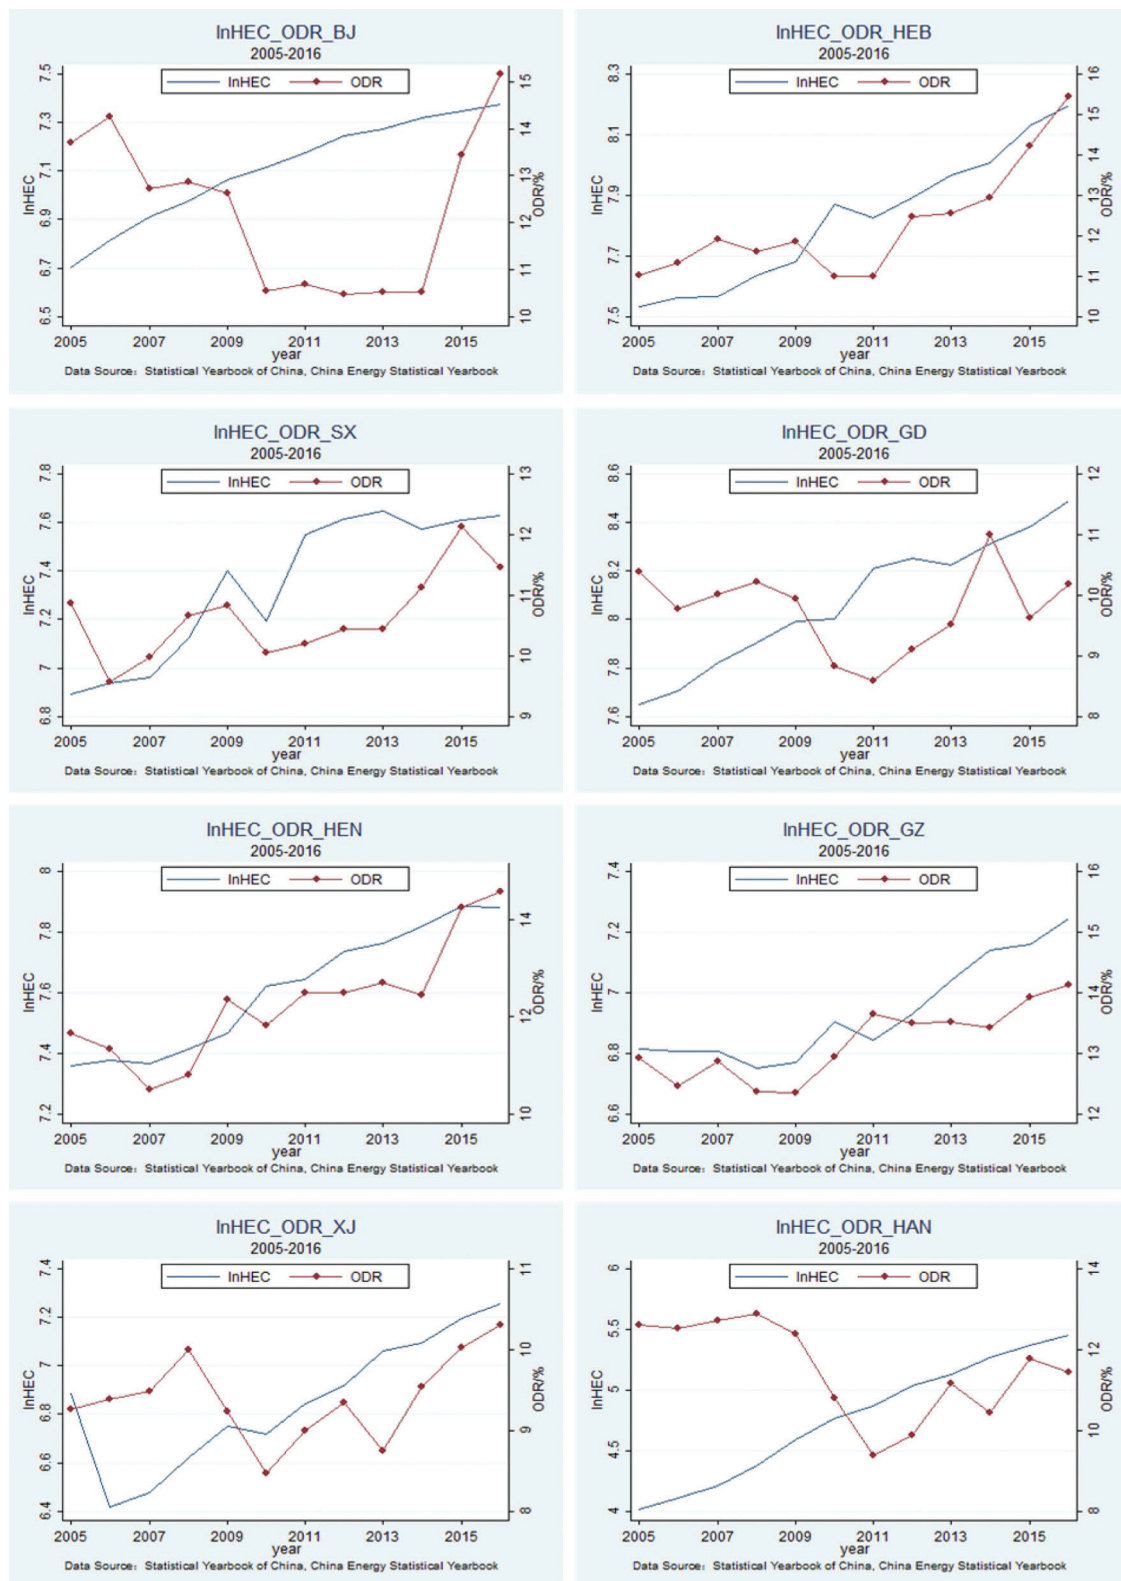 lnHEC_ODR_BJ
2005-2016
lnHEC ODR
7.5
7.3
7.1
6.9
6.7
6.5
lnHEC
15
14
13
12
11
10
ODR/%
2005 2007 2009 2011 2013 2015
year
Data Source: Statistical Yearbook of China, China Energy Statistical Yearbook
lnHEC_ODR_HEB
2005-2016
lnHEC ODR
8.3
8.1
7.9
7.7
7.5
lnHEC
16
15
14
13
12
11
10
ODR/%
2005 2007 2009 2011 2013 2015
year
Data Source: Statistical Yearbook of China, China Energy Statistical Yearbook
lnHEC_ODR_SX
2005-2016
lnHEC ODR
7.8
7.6
7.4
7.2
7
6.8
lnHEC
13
12
11
10
9
ODR/%
2005 2007 2009 2011 2013 2015
year
Data Source: Statistical Yearbook of China, China Energy Statistical Yearbook
lnHEC_ODR_GD
2005-2016
lnHEC ODR
8.6
8.4
8.2
8
7.8
7.6
lnHEC
12
11
10
9
8
ODR/%
2005 2007 2009 2011 2013 2015
year
Data Source: Statistical Yearbook of China, China Energy Statistical Yearbook
lnHEC_ODR_HEN
2005-2016
lnHEC ODR
8
7.8
7.6
7.4
7.2
lnHEC
14
12
10
ODR/%
2005 2007 2009 2011 2013 2015
year
Data Source: Statistical Yearbook of China, China Energy Statistical Yearbook
lnHEC_ODR_GZ
2005-2016
lnHEC ODR
7.4
7.2
7
6.8
6.6
lnHEC
16
15
14
13
12
ODR/%
2005 2007 2009 2011 2013 2015
year
Data Source: Statistical Yearbook of China, China Energy Statistical Yearbook
lnHEC_ODR_XJ
2005-2016
lnHEC ODR
7.4
7.2
7
6.8
6.6
6.4
lnHEC
11
10
9
8
ODR/%
2005 2007 2009 2011 2013 2015
year
Data Source: Statistical Yearbook of China, China Energy Statistical Yearbook
lnHEC_ODR_HAN
2005-2016
lnHEC ODR
6
5.5
5
4.5
4
lnHEC
14
12
10
8
ODR/%
2005 2007 2009 2011 2013 2015
year
Data Source: Statistical Yearbook of China, China Energy Statistical Yearbook